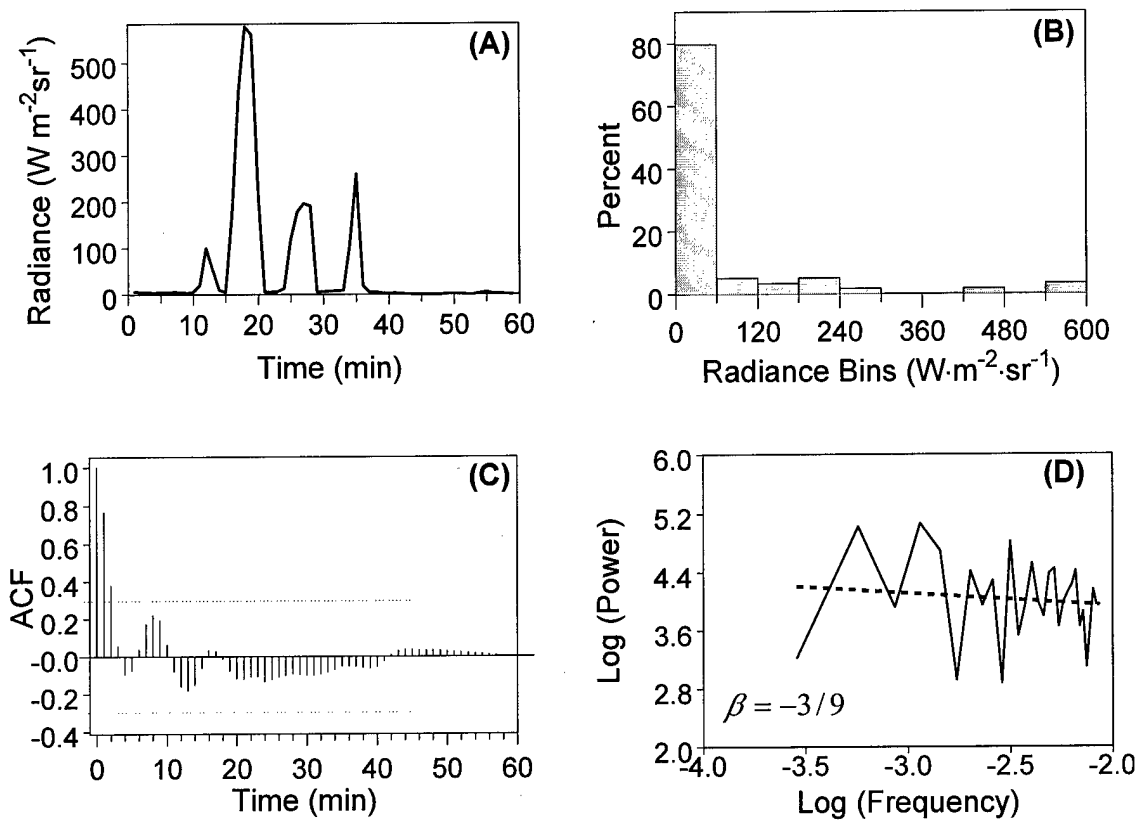 (A)
Radiance (W m⁻²sr⁻¹)
500
400
300
200
100
0
0 10 20 30 40 50 60
Time (min)
(B)
Percent
80
60
40
20
0
0 120 240 360 480 600
Radiance Bins (W·m⁻²·sr⁻¹)
(C)
ACF
1.0
0.8
0.6
0.4
0.2
-0.0
-0.2
-0.4
0 10 20 30 40 50 60
Time (min)
(D)
Log (Power)
6.0
5.2
4.4
3.6
2.8
2.0
β = −3/9
-4.0 -3.5 -3.0 -2.5 -2.0
Log (Frequency)